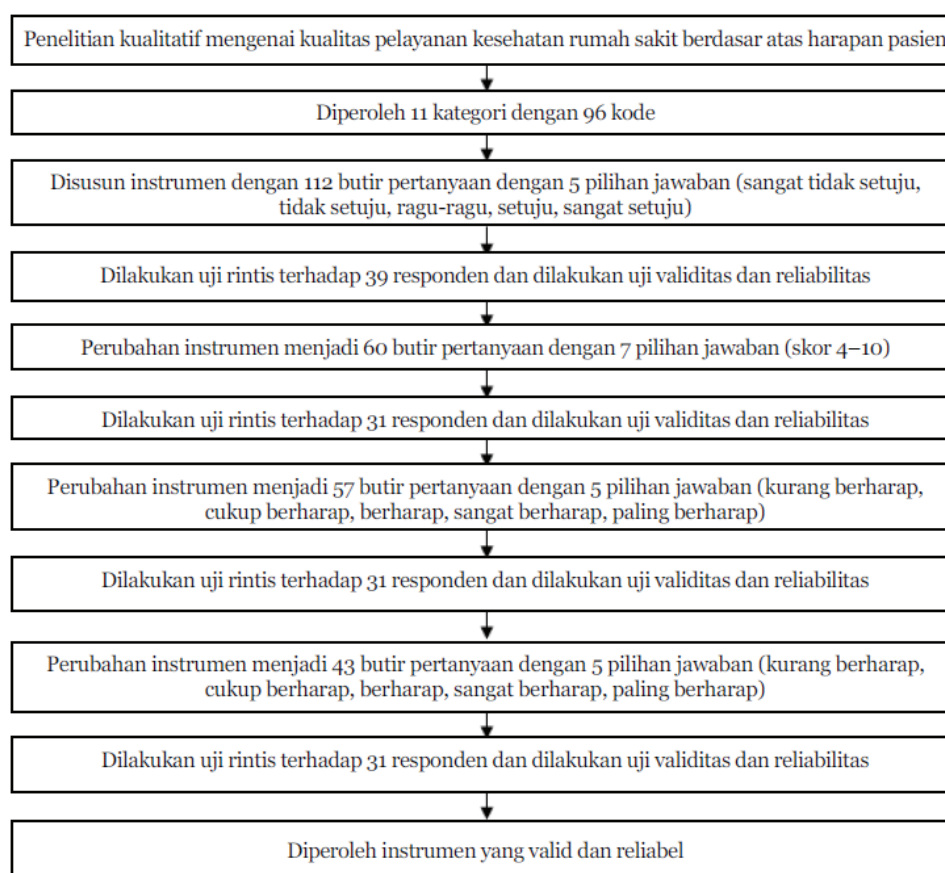 Penelitian kualitatif mengenai kualitas pelayanan kesehatan rumah sakit berdasar atas harapan pasien
Diperoleh 11 kategori dengan 96 kode
Disusun instrumen dengan 112 butir pertanyaan dengan 5 pilihan jawaban (sangat tidak setuju,
tidak setuju, ragu-ragu, setuju, sangat setuju)
Dilakukan uji rintis terhadap 39 responden dan dilakukan uji validitas dan reliabilitas
Perubahan instrumen menjadi 60 butir pertanyaan dengan 7 pilihan jawaban (skor 4–10)
Dilakukan uji rintis terhadap 31 responden dan dilakukan uji validitas dan reliabilitas
Perubahan instrumen menjadi 57 butir pertanyaan dengan 5 pilihan jawaban (kurang berharap,
cukup berharap, berharap, sangat berharap, paling berharap)
Dilakukan uji rintis terhadap 31 responden dan dilakukan uji validitas dan reliabilitas
Perubahan instrumen menjadi 43 butir pertanyaan dengan 5 pilihan jawaban (kurang berharap,
cukup berharap, berharap, sangat berharap, paling berharap)
Dilakukan uji rintis terhadap 31 responden dan dilakukan uji validitas dan reliabilitas
Diperoleh instrumen yang valid dan reliabel